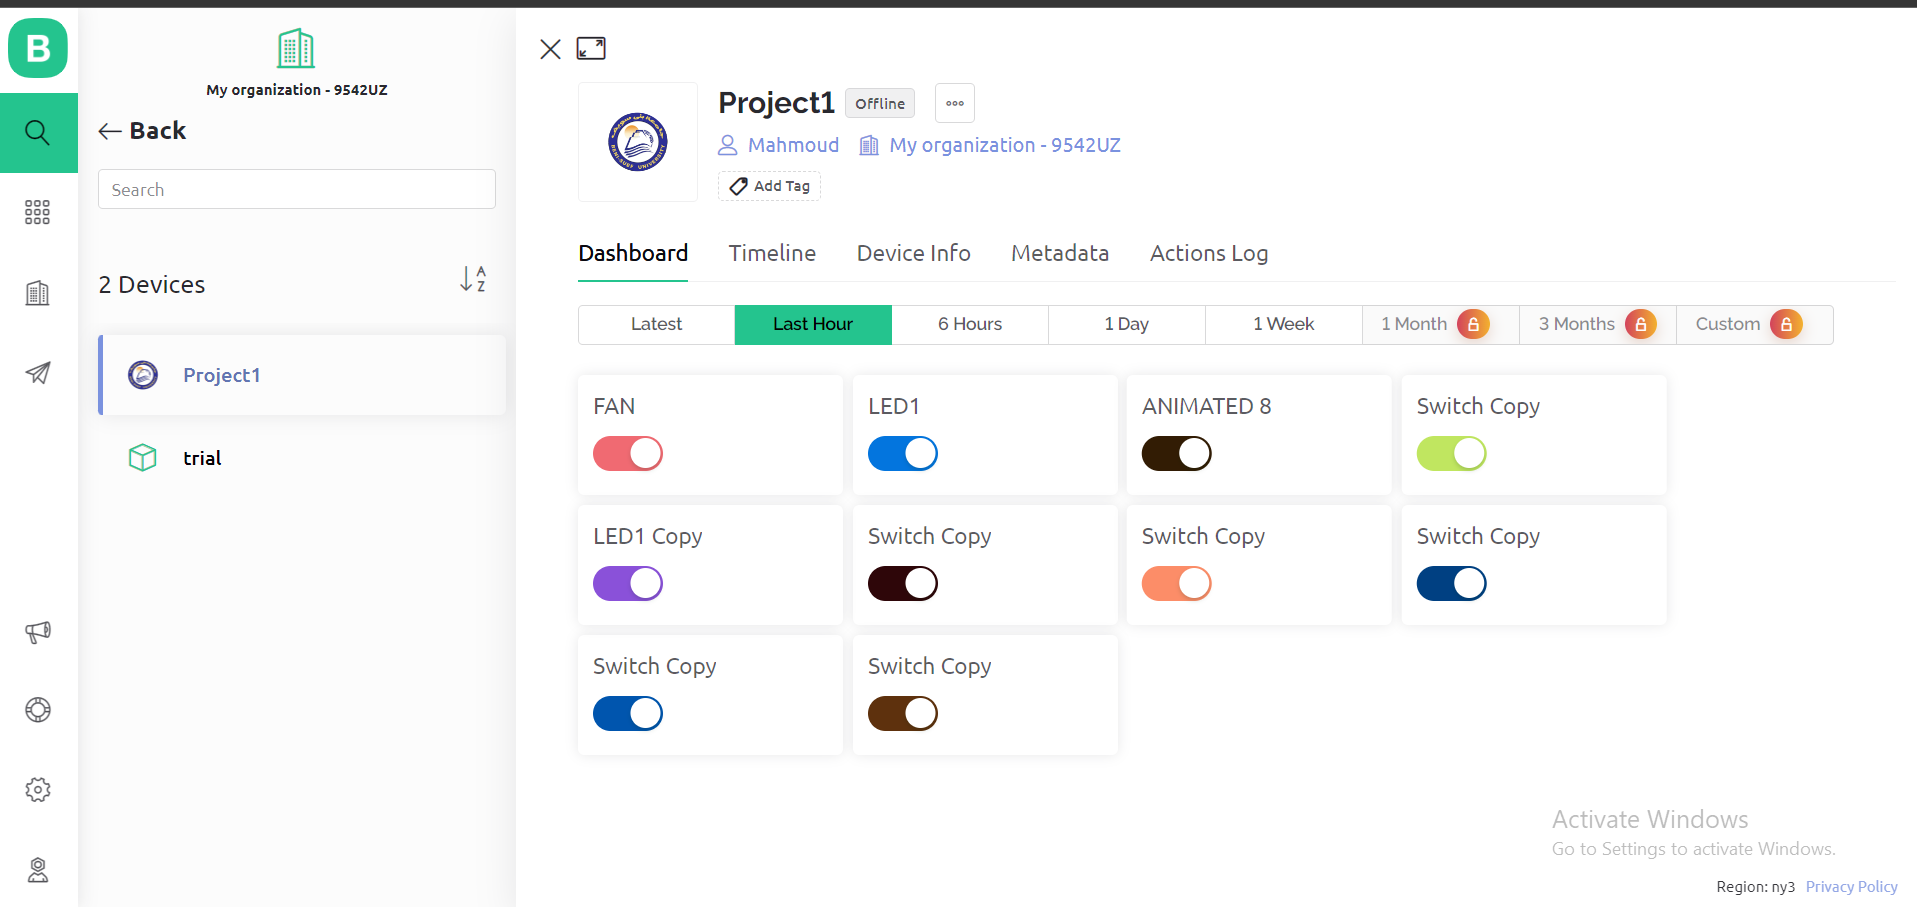 B
My organization - 9542UZ
Back
Search
2 Devices
A
Z
Project1
trial
Project1
Offline
Mahmoud
My organization - 9542UZ
Add Tag
Dashboard
Timeline
Device Info
Metadata
Actions Log
Latest
Last Hour
6 Hours
1 Day
1 Week
1 Month
3 Months
Custom
FAN
LED1
ANIMATED 8
Switch Copy
LED1 Copy
Switch Copy
Switch Copy
Switch Copy
Switch Copy
Switch Copy
Activate Windows
Go to Settings to activate Windows.
Region: ny3
Privacy Policy